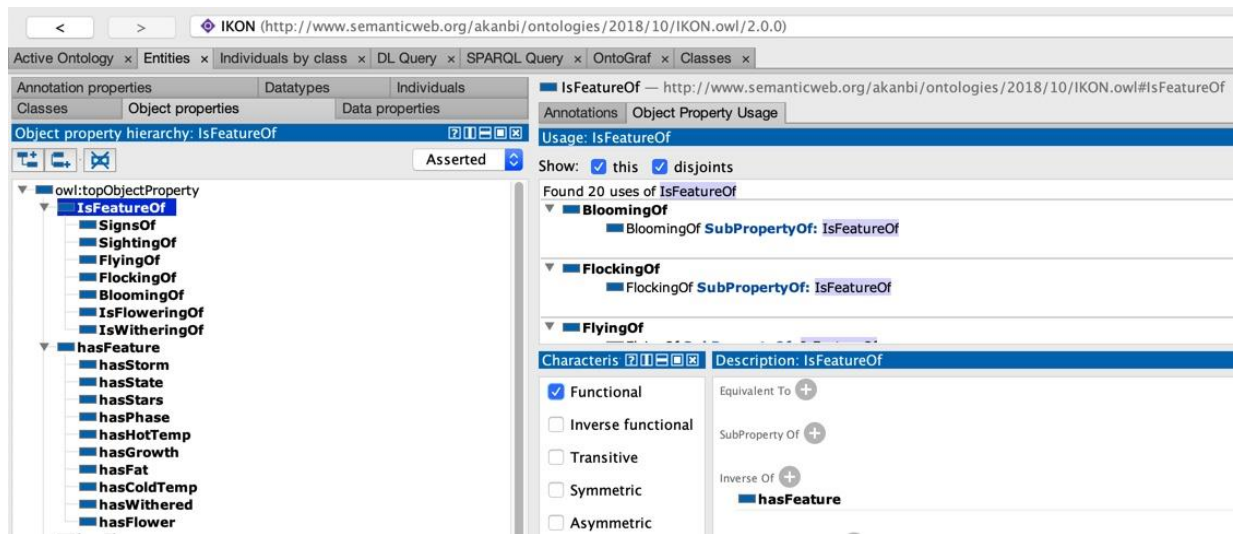 < > IKON (http://www.semanticweb.org/akanbi/ontologies/2018/10/IKON.owl/2.0.0)
Active Ontology × Entities × Individuals by class × DL Query × SPARQL Query × OntoGraf × Classes ×
Annotation properties Datatypes Individuals
Classes Object properties Data properties
Object property hierarchy: IsFeatureOf
Asserted
owl:topObjectProperty
IsFeatureOf
SignsOf
SightingOf
FlyingOf
FlockingOf
BloomingOf
IsFloweringOf
IsWitheringOf
hasFeature
hasStorm
hasState
hasStars
hasPhase
hasHotTemp
hasGrowth
hasFat
hasColdTemp
hasWithered
hasFlower
IsFeatureOf — http://www.semanticweb.org/akanbi/ontologies/2018/10/IKON.owl#IsFeatureOf
Annotations Object Property Usage
Usage: IsFeatureOf
Show: this disjoints
Found 20 uses of IsFeatureOf
BloomingOf
BloomingOf SubPropertyOf: IsFeatureOf
FlockingOf
FlockingOf SubPropertyOf: IsFeatureOf
FlyingOf
Characteris
Functional
Inverse functional
Transitive
Symmetric
Asymmetric
Description: IsFeatureOf
Equivalent To
SubProperty Of
Inverse Of
hasFeature